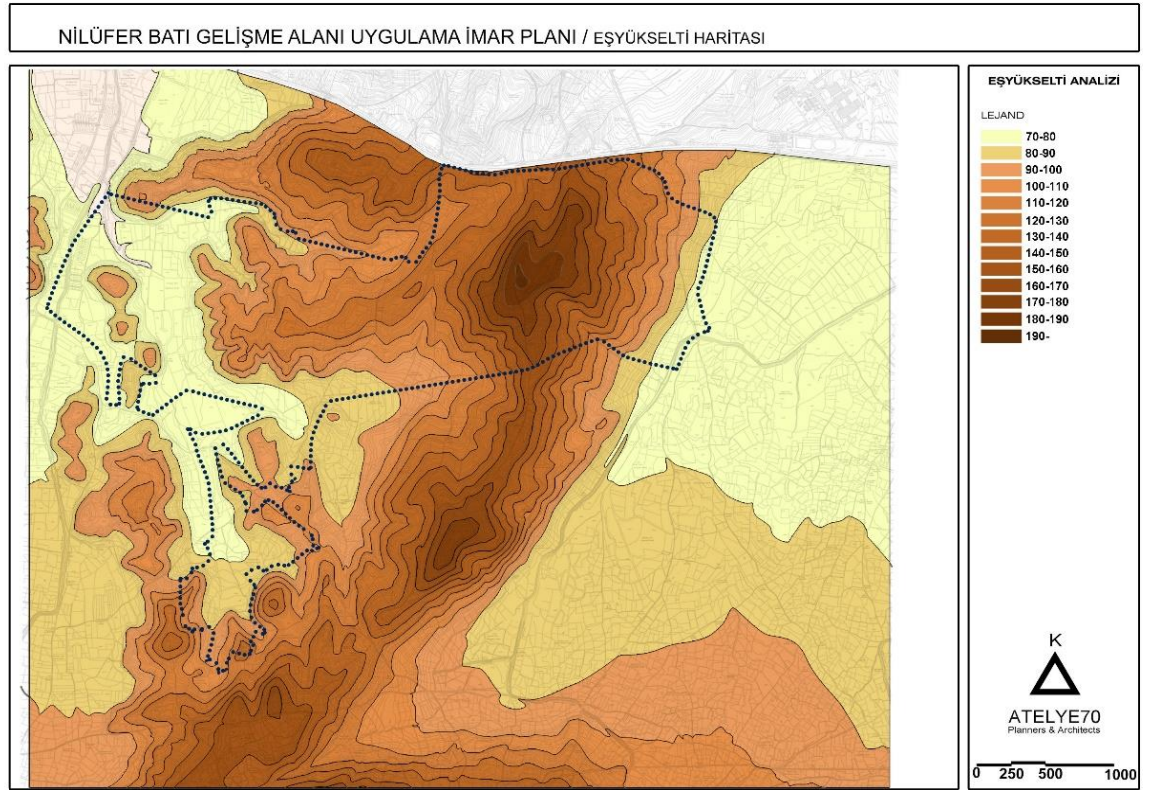 NİLÜFER BATI GELİŞME ALANI UYGULAMA İMAR PLANI / EŞYÜKSELTİ HARİTASI
EŞYÜKSELTİ ANALİZİ
LEJAND
70-80
80-90
90-100
100-110
110-120
120-130
130-140
140-150
150-160
160-170
170-180
180-190
190-
K
ATELYE70
Planners & Architects
0 250 500 1000